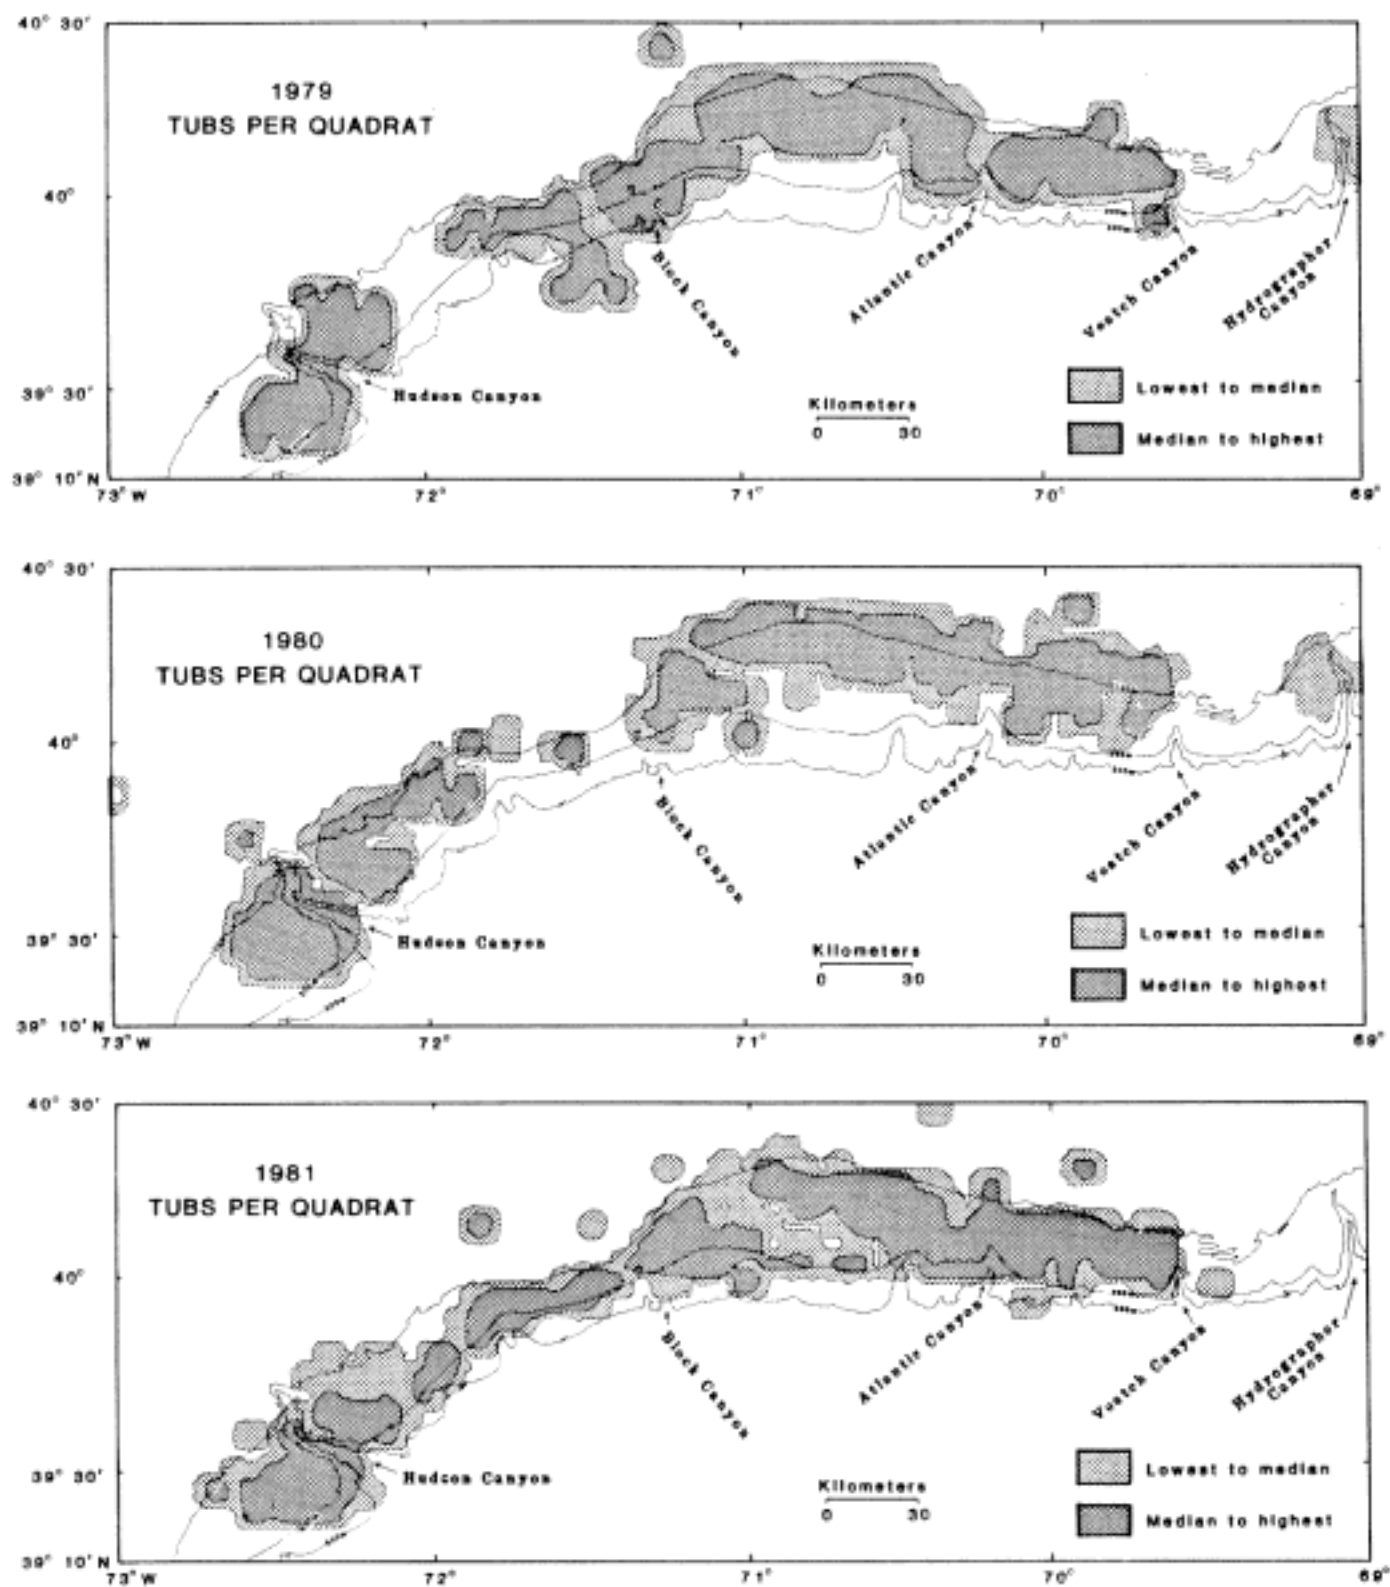 40° 30'
1979
TUBS PER QUADRAT
40°
Block Canyon
Atlantic Canyon
Veatch Canyon
Hydrographer Canyon
39° 30'
Hudson Canyon
Kilometers
0 30
Lowest to median
Median to highest
39° 10' N
73°W 72° 71° 70° 69°
40° 30'
1980
TUBS PER QUADRAT
40°
Block Canyon
Atlantic Canyon
Veatch Canyon
Hydrographer Canyon
39° 30'
Hudson Canyon
Kilometers
0 30
Lowest to median
Median to highest
39° 10' N
73°W 72° 71° 70° 69°
40° 30'
1981
TUBS PER QUADRAT
40°
Block Canyon
Atlantic Canyon
Veatch Canyon
Hydrographer Canyon
39° 30'
Hudson Canyon
Kilometers
0 30
Lowest to median
Median to highest
39° 10' N
73°W 72° 71° 70° 69°